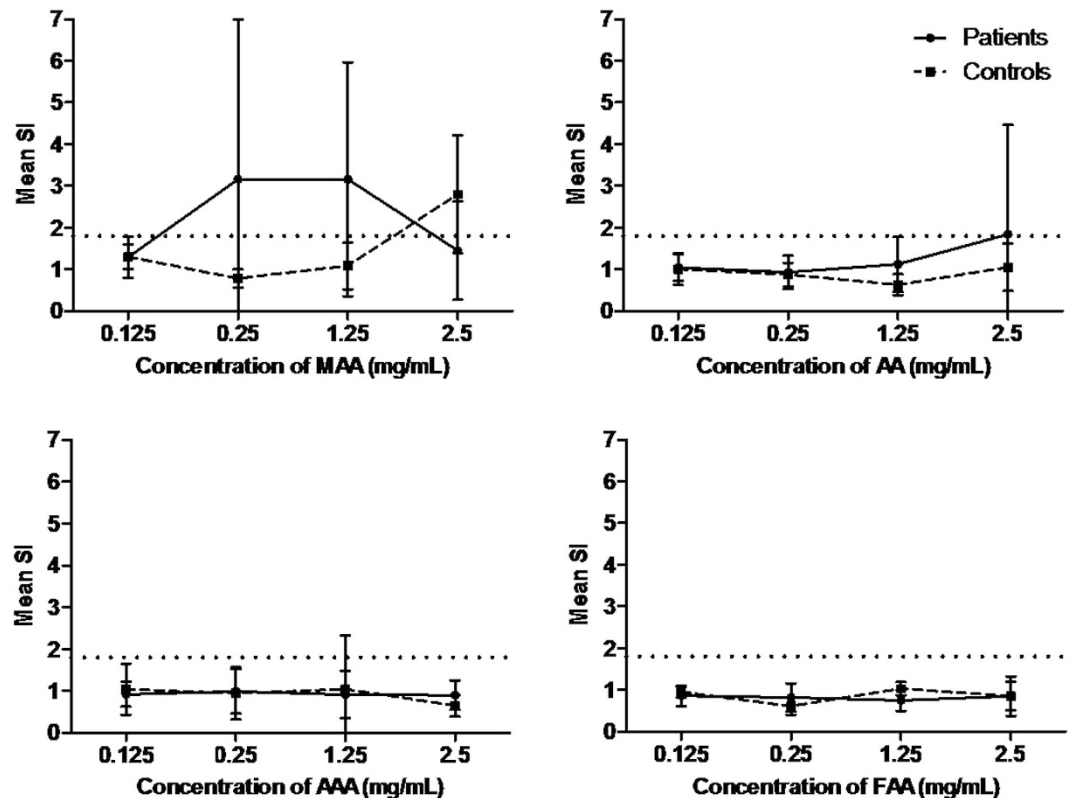 7
6
5
4
3
2
1
0
Mean SI
0.125 0.25 1.25 2.5
Concentration of MAA (mg/mL)
7
6
5
4
3
2
1
0
Mean SI
Patients
Controls
0.125 0.25 1.25 2.5
Concentration of AA (mg/mL)
7
6
5
4
3
2
1
0
Mean SI
0.125 0.25 1.25 2.5
Concentration of AAA (mg/mL)
7
6
5
4
3
2
1
0
Mean SI
0.125 0.25 1.25 2.5
Concentration of FAA (mg/mL)